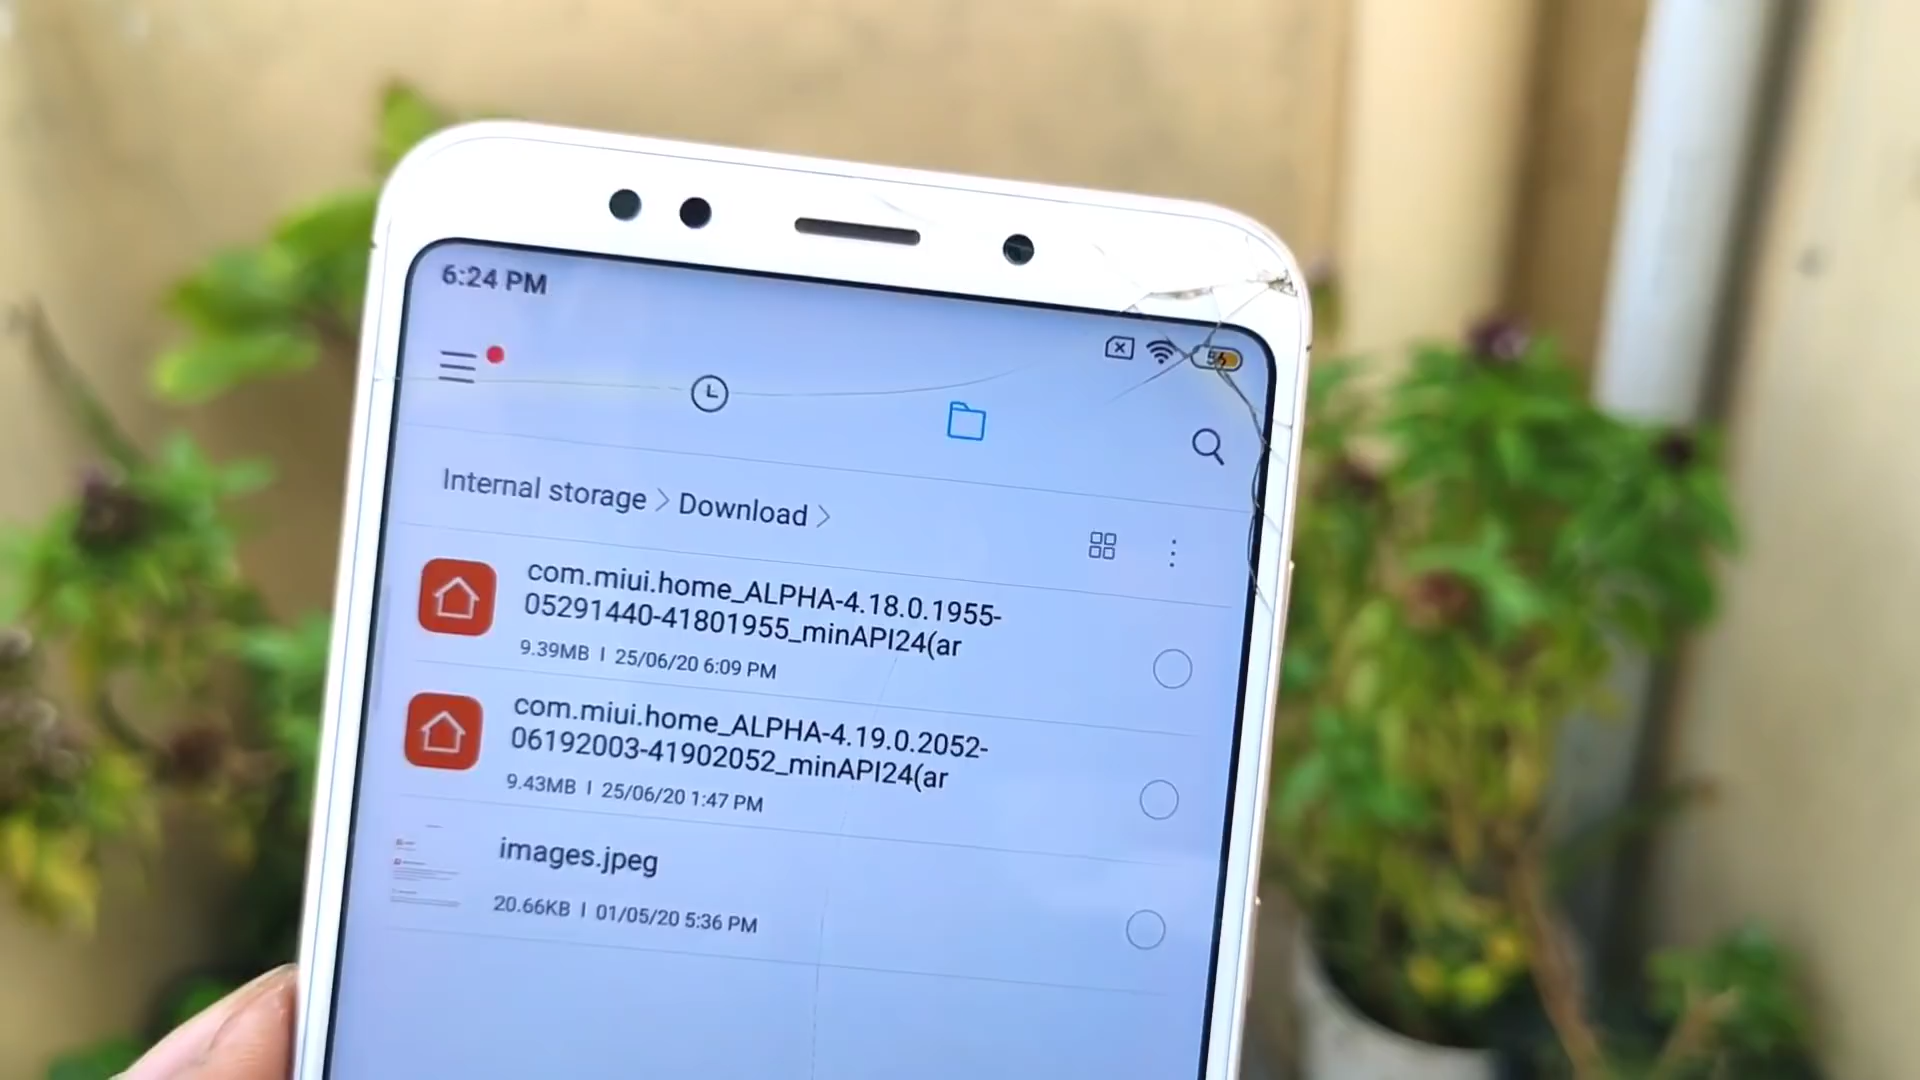 6:24 PM
Internal storage > Download >
com.miui.home_ALPHA-4.18.0.1955-
05291440-41801955_minAPI24(ar
9.39MB | 25/06/20 6:09 PM
com.miui.home_ALPHA-4.19.0.2052-
06192003-41902052_minAPI24(ar
9.43MB | 25/06/20 1:47 PM
images.jpeg
20.66KB | 01/05/20 5:36 PM